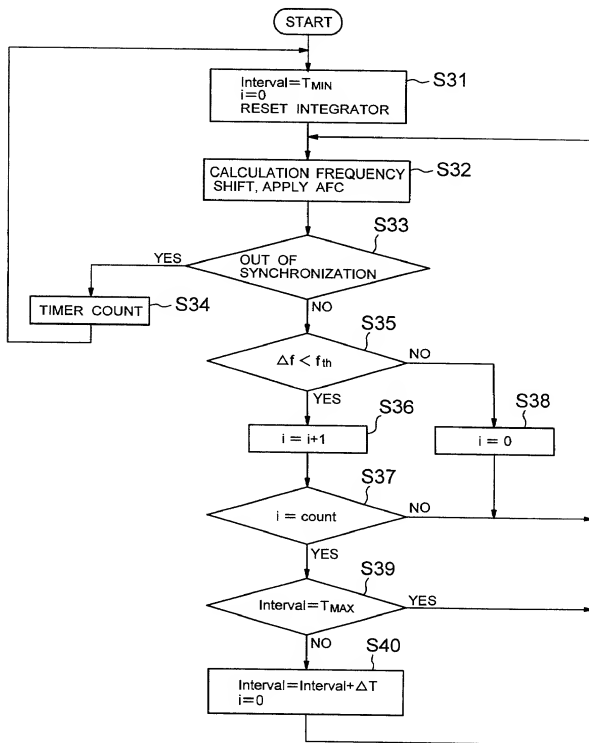 START
Interval=TMIN
i=0
RESET INTEGRATOR
S31
CALCULATION FREQUENCY
SHIFT, APPLY AFC
S32
S33
YES
OUT OF
SYNCHRONIZATION
TIMER COUNT
S34
NO
S35
Δf < fth
NO
YES
S36
S38
i = i+1
i = 0
S37
i = count
NO
YES
S39
Interval=TMAX
YES
NO
S40
Interval=Interval+ΔT
i=0